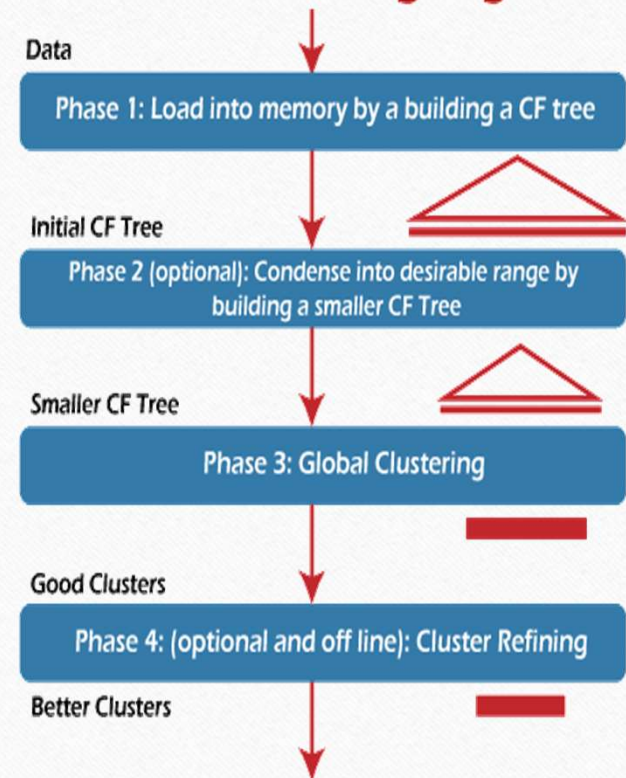 Data
Phase 1: Load into memory by a building a CF tree
Initial CF Tree
Phase 2 (optional): Condense into desirable range by
building a smaller CF Tree
Smaller CF Tree
Phase 3: Global Clustering
Good Clusters
Phase 4: (optional and off line): Cluster Refining
Better Clusters